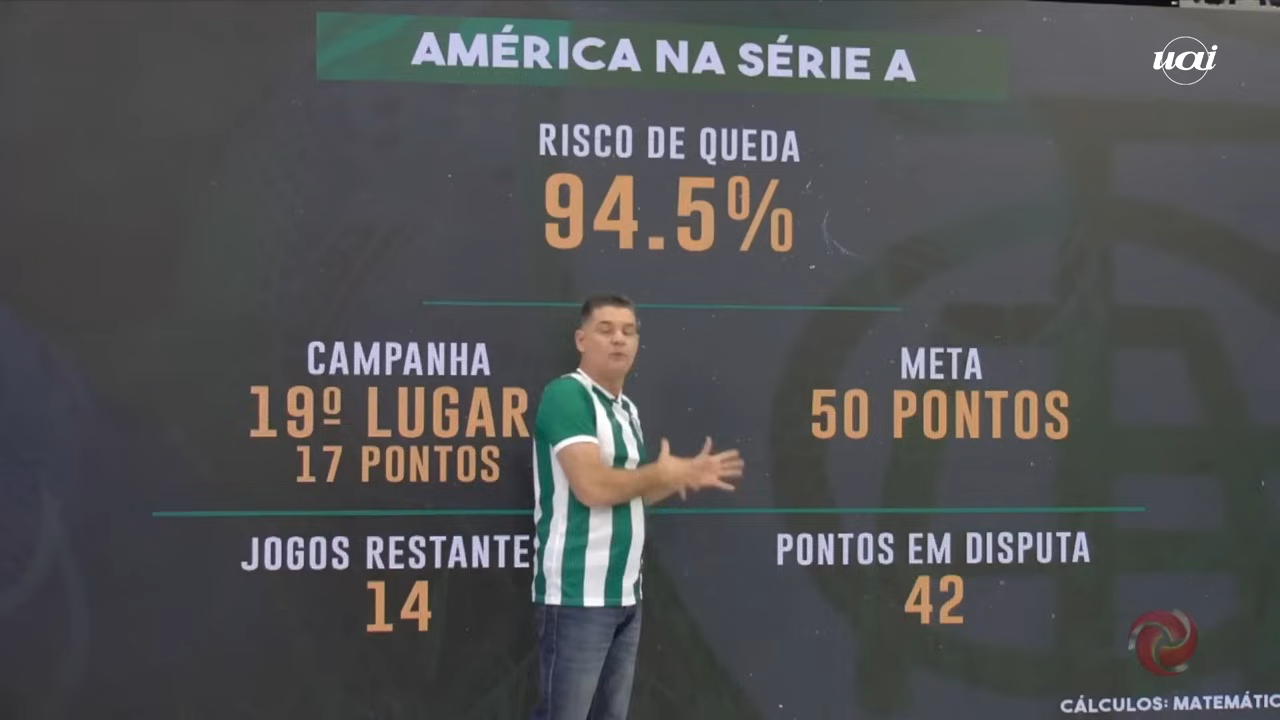 AMÉRICA NA SÉRIE A
uai
RISCO DE QUEDA
94.5%
CAMPANHA
19º LUGAR
17 PONTOS
META
50 PONTOS
JOGOS RESTANTE
14
PONTOS EM DISPUTA
42
CÁLCULOS: MATEMÁTIC